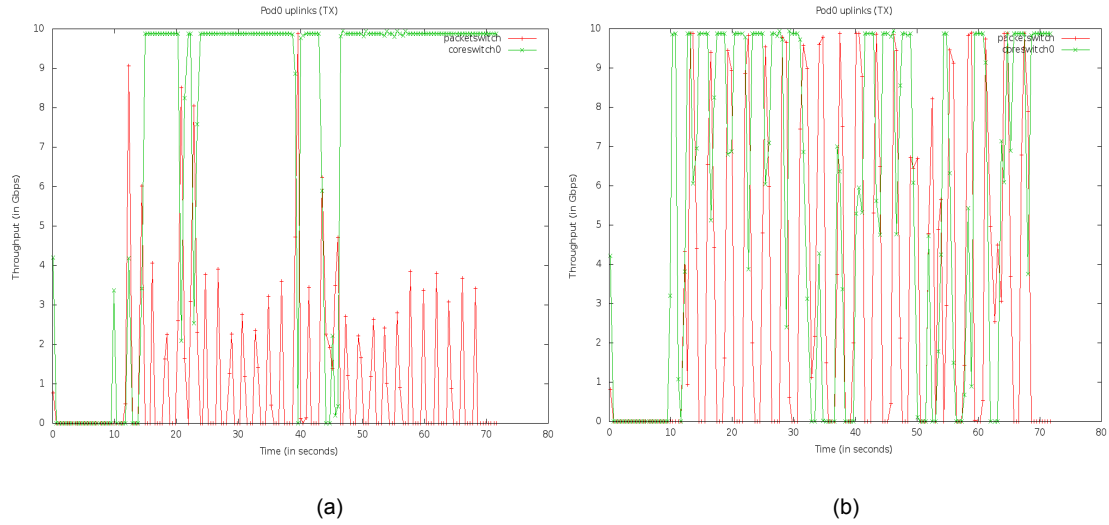 Pod0 uplinks (TX)
10
9
8
7
6
5
4
3
2
1
0
0 10 20 30 40 50 60 70 80
Throughput (in Gbps)
Time (in seconds)
packetswitch
coreswitch0
(a)
Pod0 uplinks (TX)
10
9
8
7
6
5
4
3
2
1
0
0 10 20 30 40 50 60 70 80
Throughput (in Gbps)
Time (in seconds)
packetswitch
coreswitch0
(b)